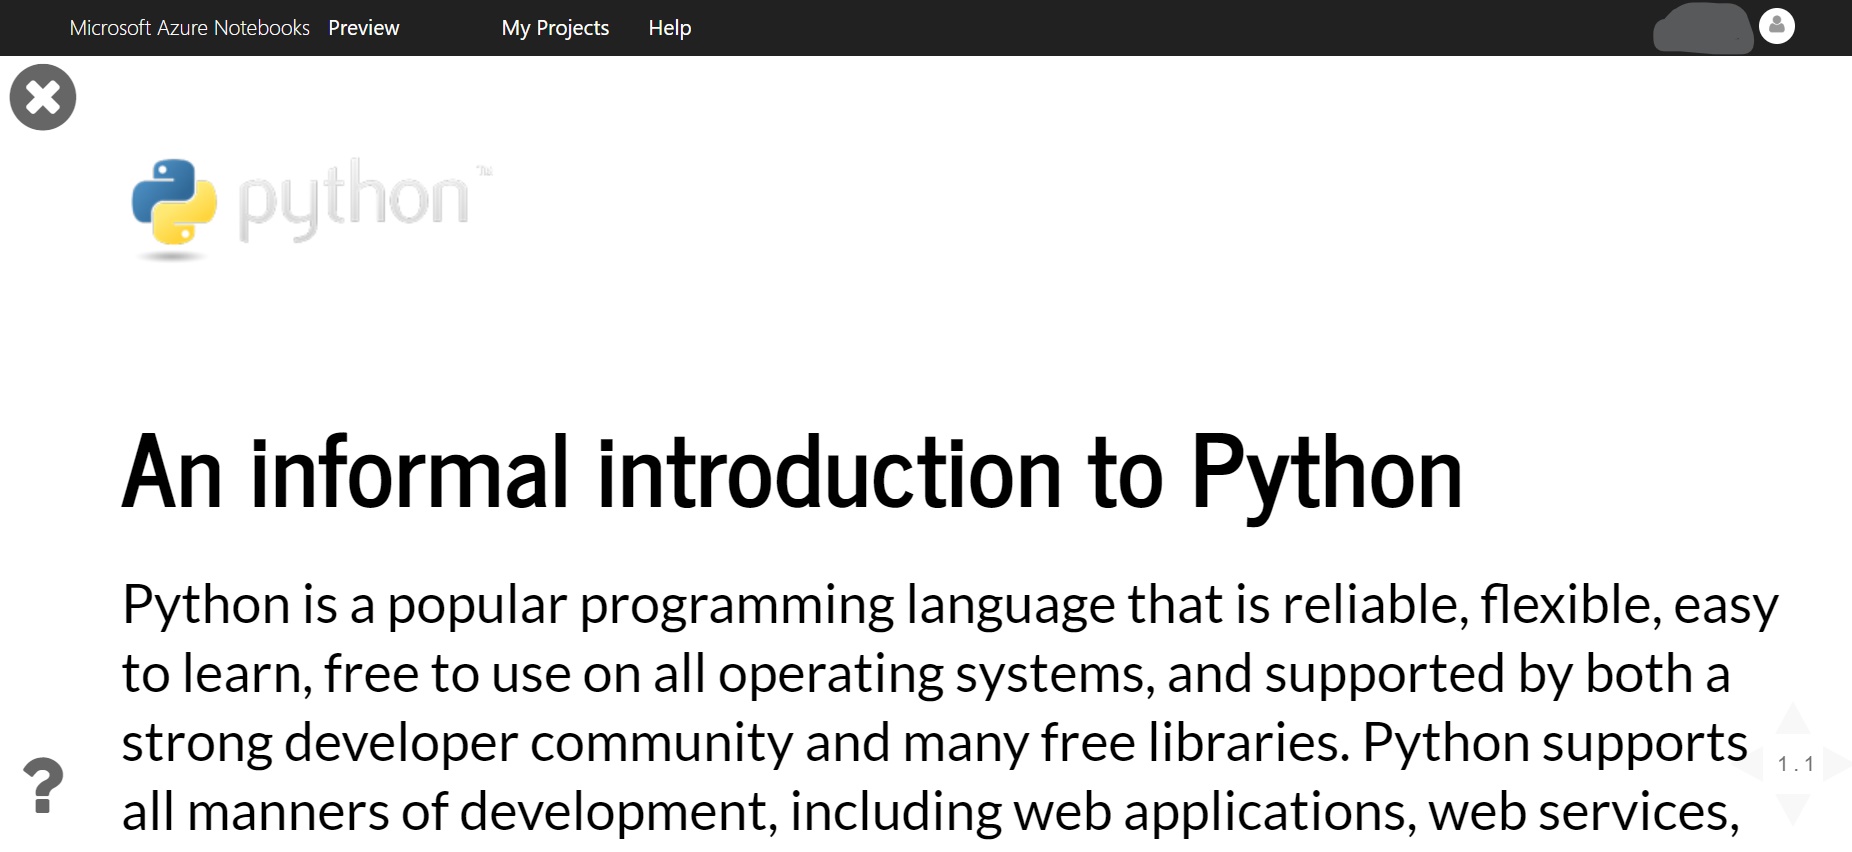 Microsoft Azure Notebooks Preview My Projects Help
python™
An informal introduction to Python
Python is a popular programming language that is reliable, flexible, easy
to learn, free to use on all operating systems, and supported by both a
strong developer community and many free libraries. Python supports
all manners of development, including web applications, web services,
?
1.1